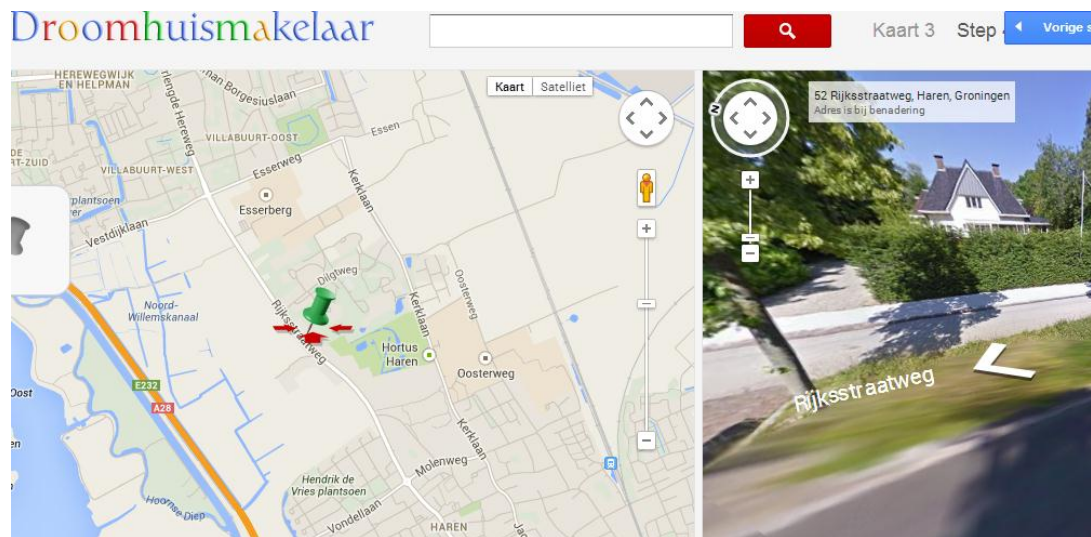 Droomhuismakelaar
Kaart 3
Step
Vorige s
HEREWEGWIJK
EN HELPMAN
Kaart
Satelliet
52 Rijksstraatweg, Haren, Groningen
Adres is bij benadering
Borgesiuslaan
VILLABUURT-OOST
Essen
Esserweg
VILLABUURT-WEST
Kerklaan
Esserberg
Vestdijklaan
Dilgtweg
Oosterweg
Kerklaan
Noord-
Willemskanaal
Rijksstraatweg
Hortus
Haren
Oosterweg
E232
A28
Kerklaan
Molenweg
Hendrik de
Vries plantsoen
Hoornse Diep
Vondellaan
HAREN
Rijksstraatweg